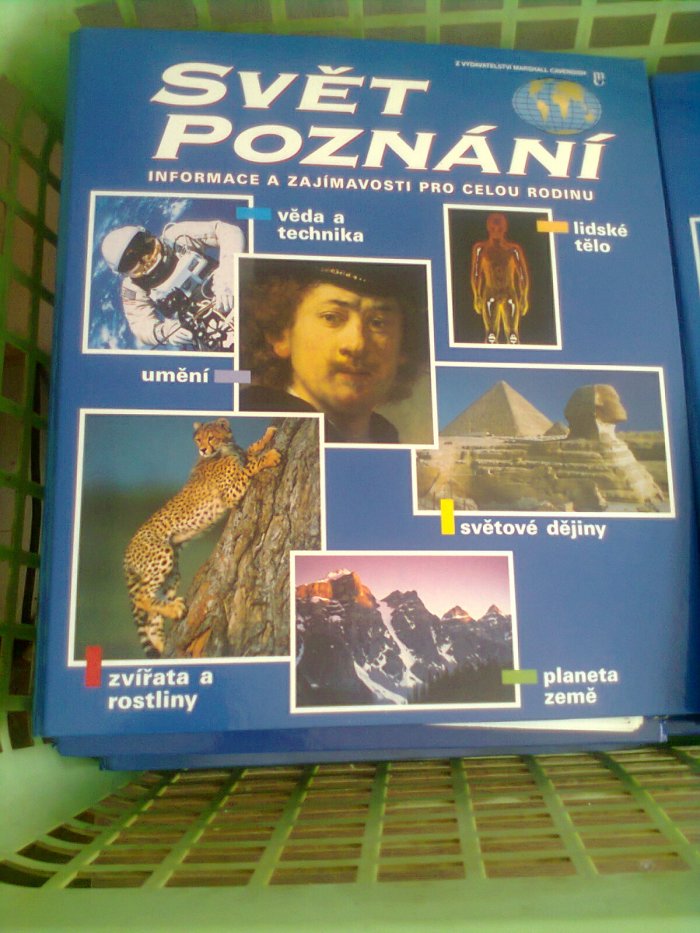 Z VYDAVATELSTVÍ MARSHALL CAVENDISH
SVĚT
POZNÁNÍ
INFORMACE A ZAJÍMAVOSTI PRO CELOU RODINU
věda a
technika
lidské
tělo
umění
světové dějiny
zvířata a
rostliny
planeta
země